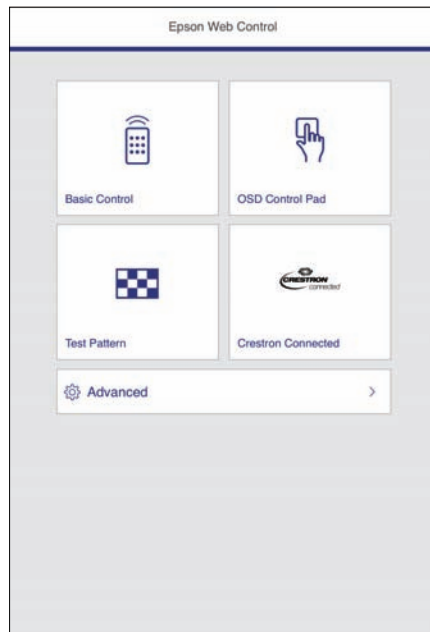 Epson Web Control
Basic Control
OSD Control Pad
CRESTRON
connected
Test Pattern
Crestron Connected
Advanced